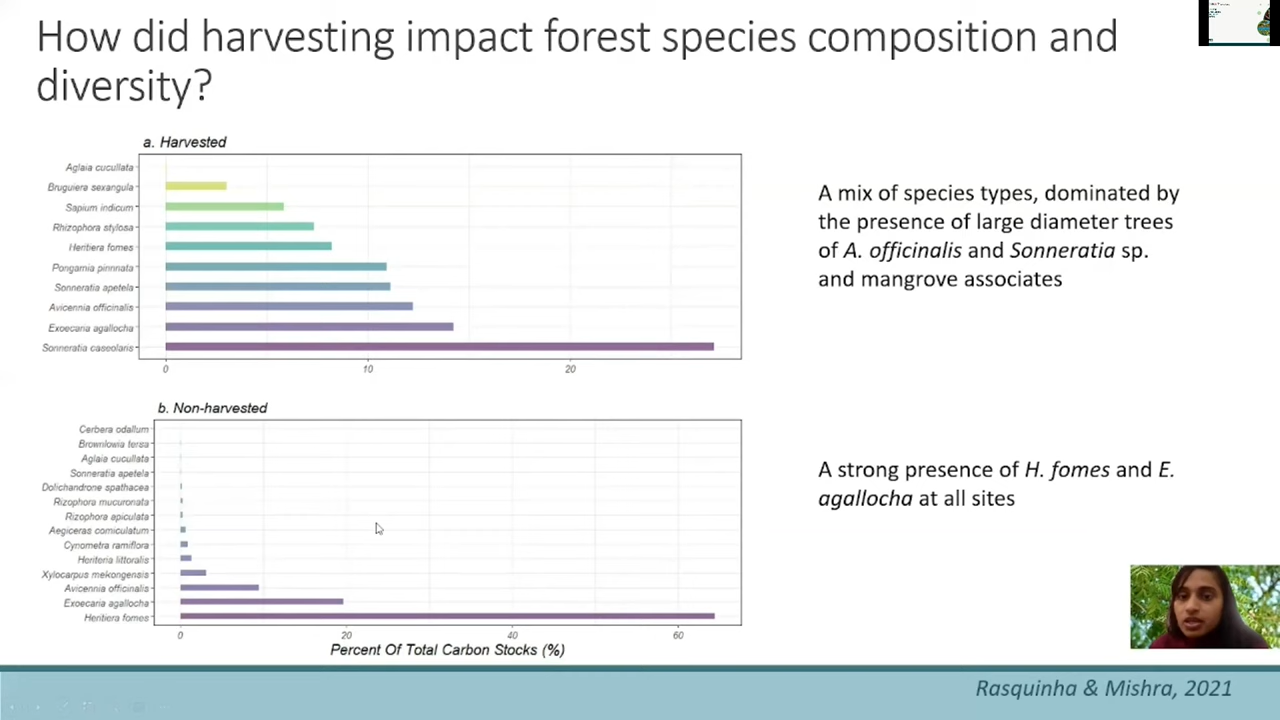 How did harvesting impact forest species composition and
diversity?
a. Harvested
Aglaia cucullata
Bruguiera sexangula
Sapium indicum
Rhizophora stylosa
Heritiera fomes
Pongamia pinnata
Sonneratia apetela
Avicennia officinalis
Exoecaria agallocha
Sonneratia caseolaris
0 10 20
A mix of species types, dominated by
the presence of large diameter trees
of A. officinalis and Sonneratia sp.
and mangrove associates
b. Non-harvested
Cerbera odallum
Brownlowia tersa
Aglaia cucullata
Sonneratia apetela
Dolichandrone spathacea
Rizophora mucuronata
Rizophora apiculata
Aegiceras corniculatum
Cynometra ramiflora
Heriteria littoralis
Xylocarpus mekongensis
Avicennia officinalis
Exoecaria agallocha
Heritiera fomes
0 20 40 60
Percent Of Total Carbon Stocks (%)
A strong presence of H. fomes and E.
agallocha at all sites
Rasquinha & Mishra, 2021